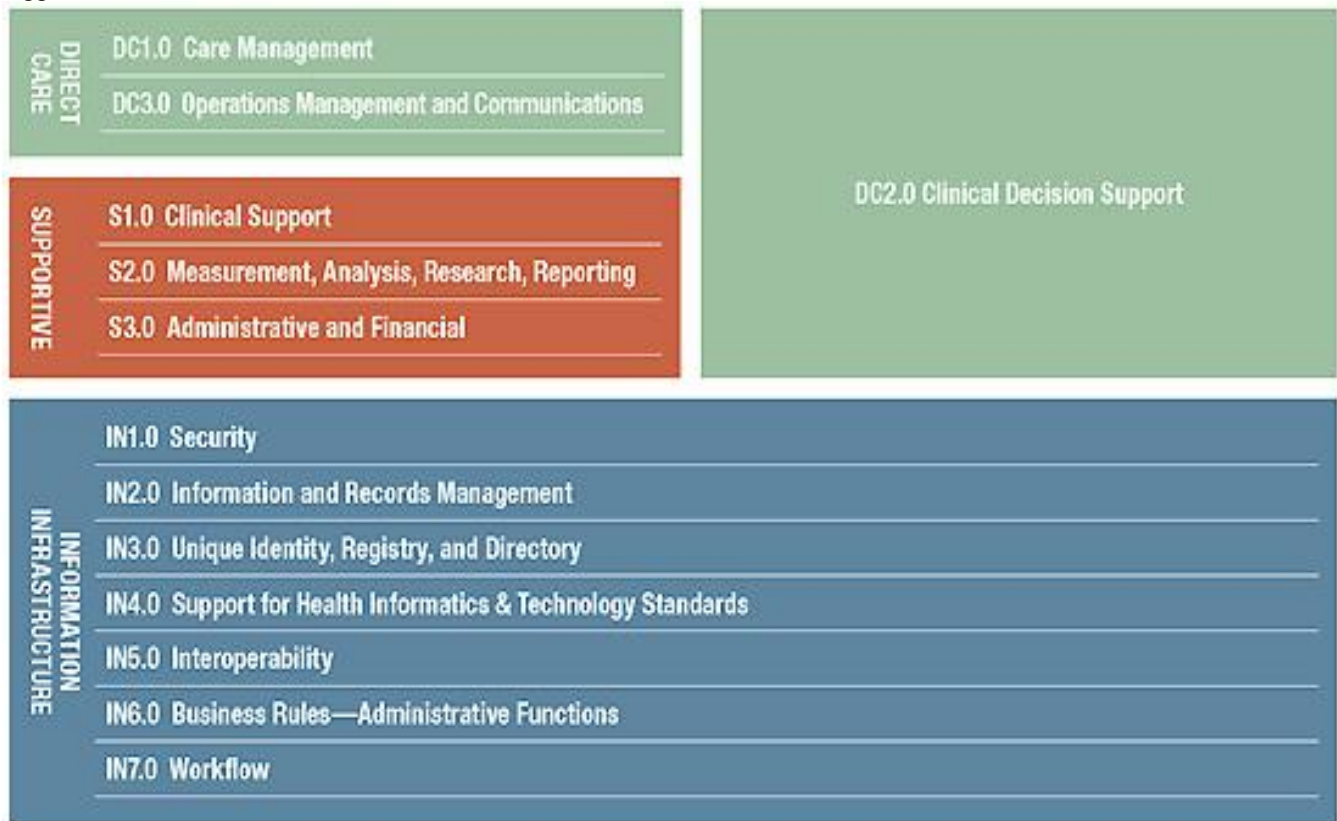 DIRECT
CARE
DC1.0 Care Management
DC3.0 Operations Management and Communications
DC2.0 Clinical Decision Support
SUPPORTIVE
S1.0 Clinical Support
S2.0 Measurement, Analysis, Research, Reporting
S3.0 Administrative and Financial
INFORMATION
INFRASTRUCTURE
IN1.0 Security
IN2.0 Information and Records Management
IN3.0 Unique Identity, Registry, and Directory
IN4.0 Support for Health Informatics & Technology Standards
IN5.0 Interoperability
IN6.0 Business Rules—Administrative Functions
IN7.0 Workflow